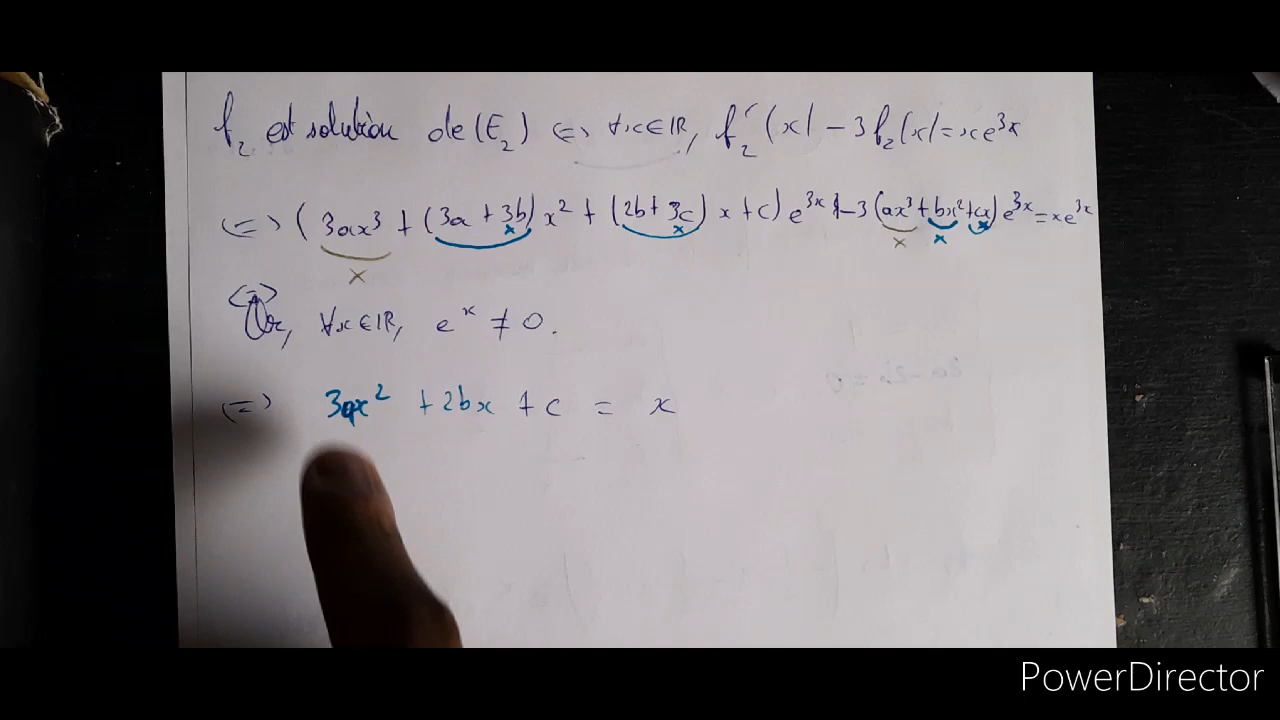 f₂ est solution de (E₂) <=> ∀x∈ℝ, f₂'(x) - 3f₂(x) = xe³ˣ
<=> (3ax³ + (3a + 3b)x² + (2b + 3c)x + c) e³ˣ - 3(ax³ + bx² + cx)e³ˣ = xe³ˣ
x x x x x x
<=>
Or, ∀x∈ℝ, eˣ ≠ 0.
<=> 3ax² + 2bx + c = x
PowerDirector